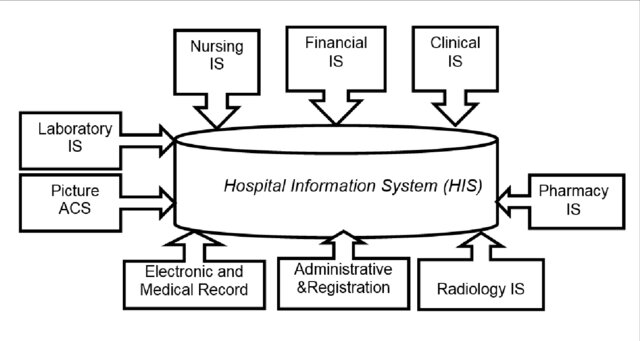 Nursing
IS
Financial
IS
Clinical
IS
Laboratory
IS
Hospital Information System (HIS)
Picture
ACS
Pharmacy
IS
Electronic and
Medical Record
Administrative
&Registration
Radiology IS